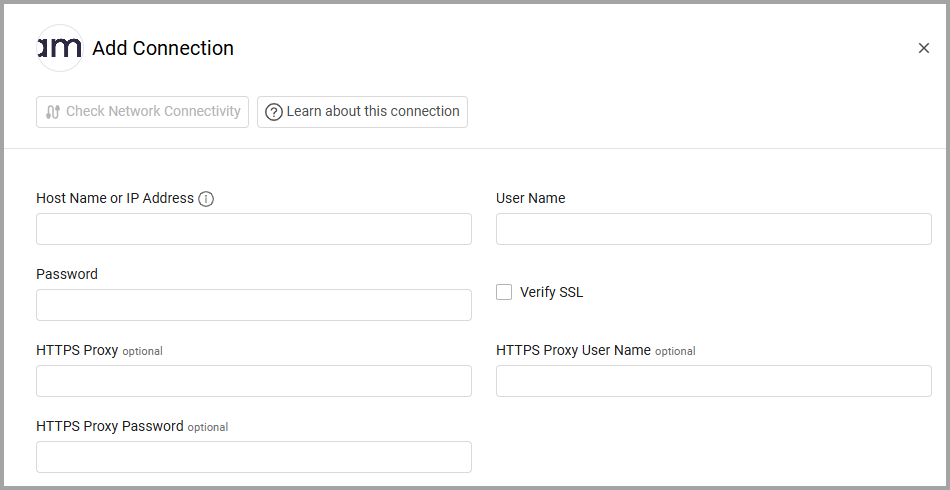 am Add Connection
Check Network Connectivity Learn about this connection
Host Name or IP Address User Name
Password
Verify SSL
HTTPS Proxy optional HTTPS Proxy User Name optional
HTTPS Proxy Password optional